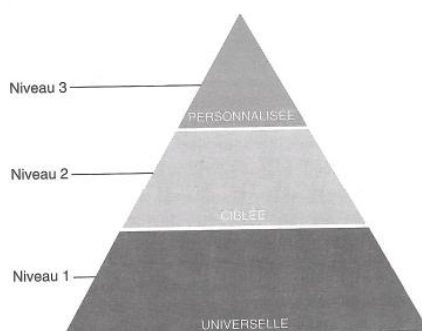 Niveau 3
PERSONNALISÉE
Niveau 2
CIBLÉE
Niveau 1
UNIVERSELLE